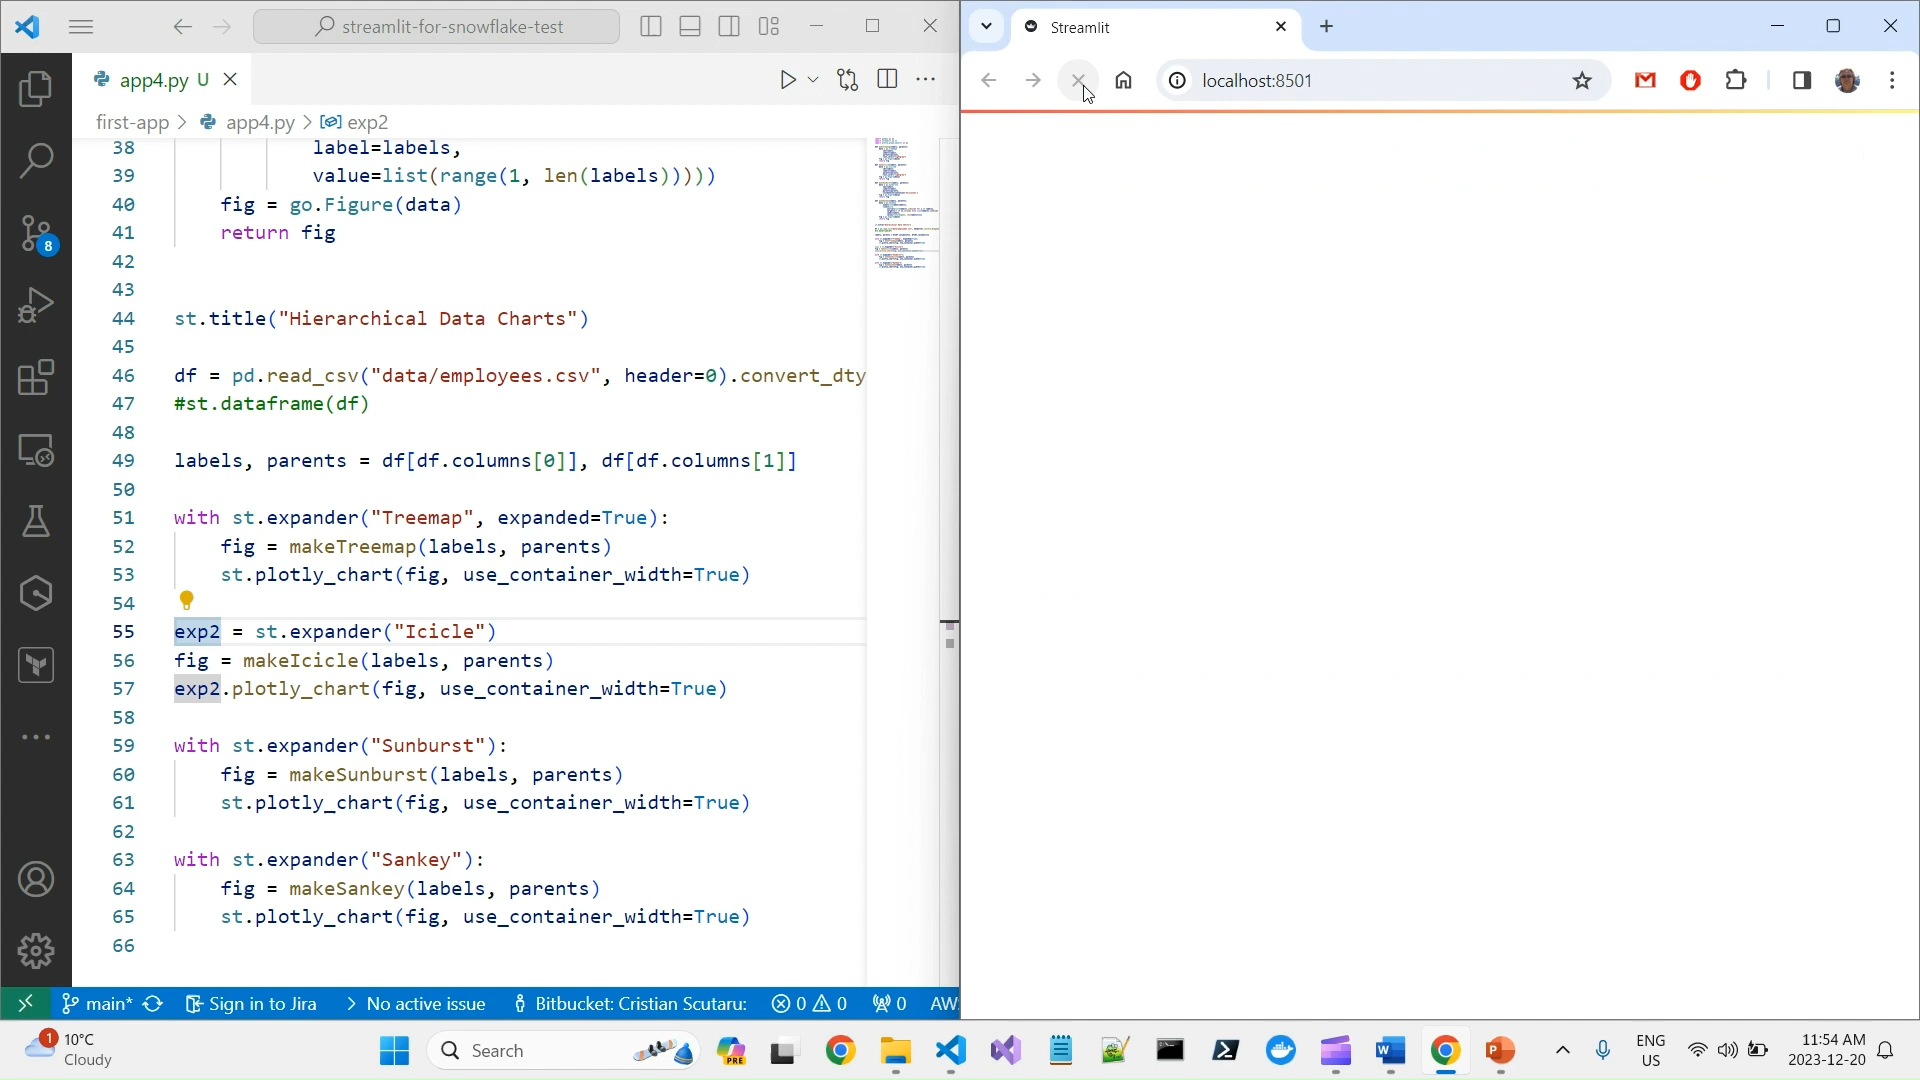 streamlit-for-snowflake-test
app4.py U
first-app > app4.py > exp2
38 label=labels,
39 value=list(range(1, len(labels)))))
40 fig = go.Figure(data)
41 return fig
42
43
44 st.title("Hierarchical Data Charts")
45
46 df = pd.read_csv("data/employees.csv", header=0).convert_dty
47 #st.dataframe(df)
48
49 labels, parents = df[df.columns[0]], df[df.columns[1]]
50
51 with st.expander("Treemap", expanded=True):
52 fig = makeTreemap(labels, parents)
53 st.plotly_chart(fig, use_container_width=True)
54
55 exp2 = st.expander("Icicle")
56 fig = makeIcicle(labels, parents)
57 exp2.plotly_chart(fig, use_container_width=True)
58
59 with st.expander("Sunburst"):
60 fig = makeSunburst(labels, parents)
61 st.plotly_chart(fig, use_container_width=True)
62
63 with st.expander("Sankey"):
64 fig = makeSankey(labels, parents)
65 st.plotly_chart(fig, use_container_width=True)
66
8
main* Sign in to Jira No active issue Bitbucket: Cristian Scutaru: 0 0 0 AW
Streamlit
localhost:8501
1 10°C
Cloudy
Search
PRE
ENG
US
11:54 AM
2023-12-20